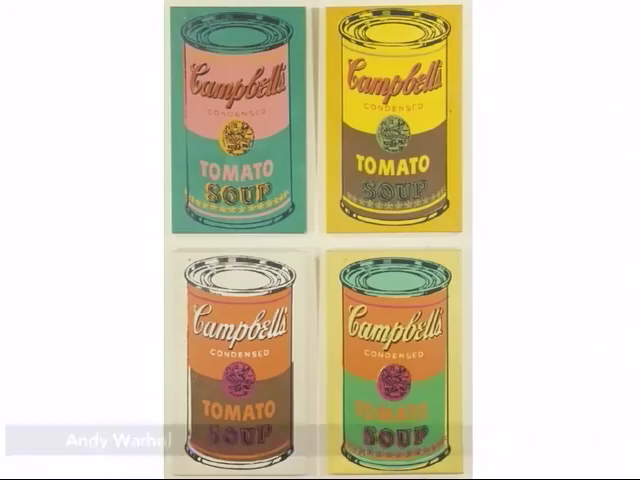 Campbell's
CONDENSED
TOMATO
SOUP
Campbell's
CONDENSED
TOMATO
SOUP
Campbell's
CONDENSED
TOMATO
SOUP
Campbell's
CONDENSED
TOMATO
SOUP
Andy Warhol